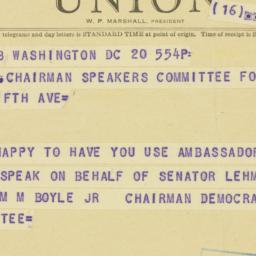 UNION
W. P. MARSHALL, PRESIDENT
(16)
telegrams and day letters is STANDARD TIME at point of origin. Time of receipt is
WASHINGTON DC 20 554P=
CHAIRMAN SPEAKERS COMMITTEE FO
FTH AVE=
HAPPY TO HAVE YOU USE AMBASSADOR
SPEAK ON BEHALF OF SENATOR LEHM
M M BOYLE JR CHAIRMAN DEMOCRA
TEE=